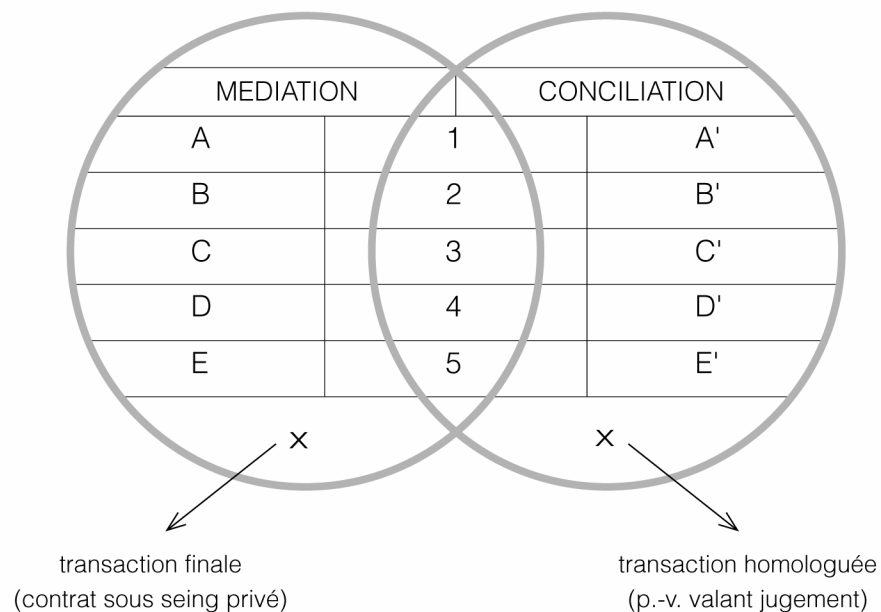 MEDIATION CONCILIATION
A 1 A'
B 2 B'
C 3 C'
D 4 D'
E 5 E'
x x
transaction finale
(contrat sous seing privé)
transaction homologuée
(p.-v. valant jugement)